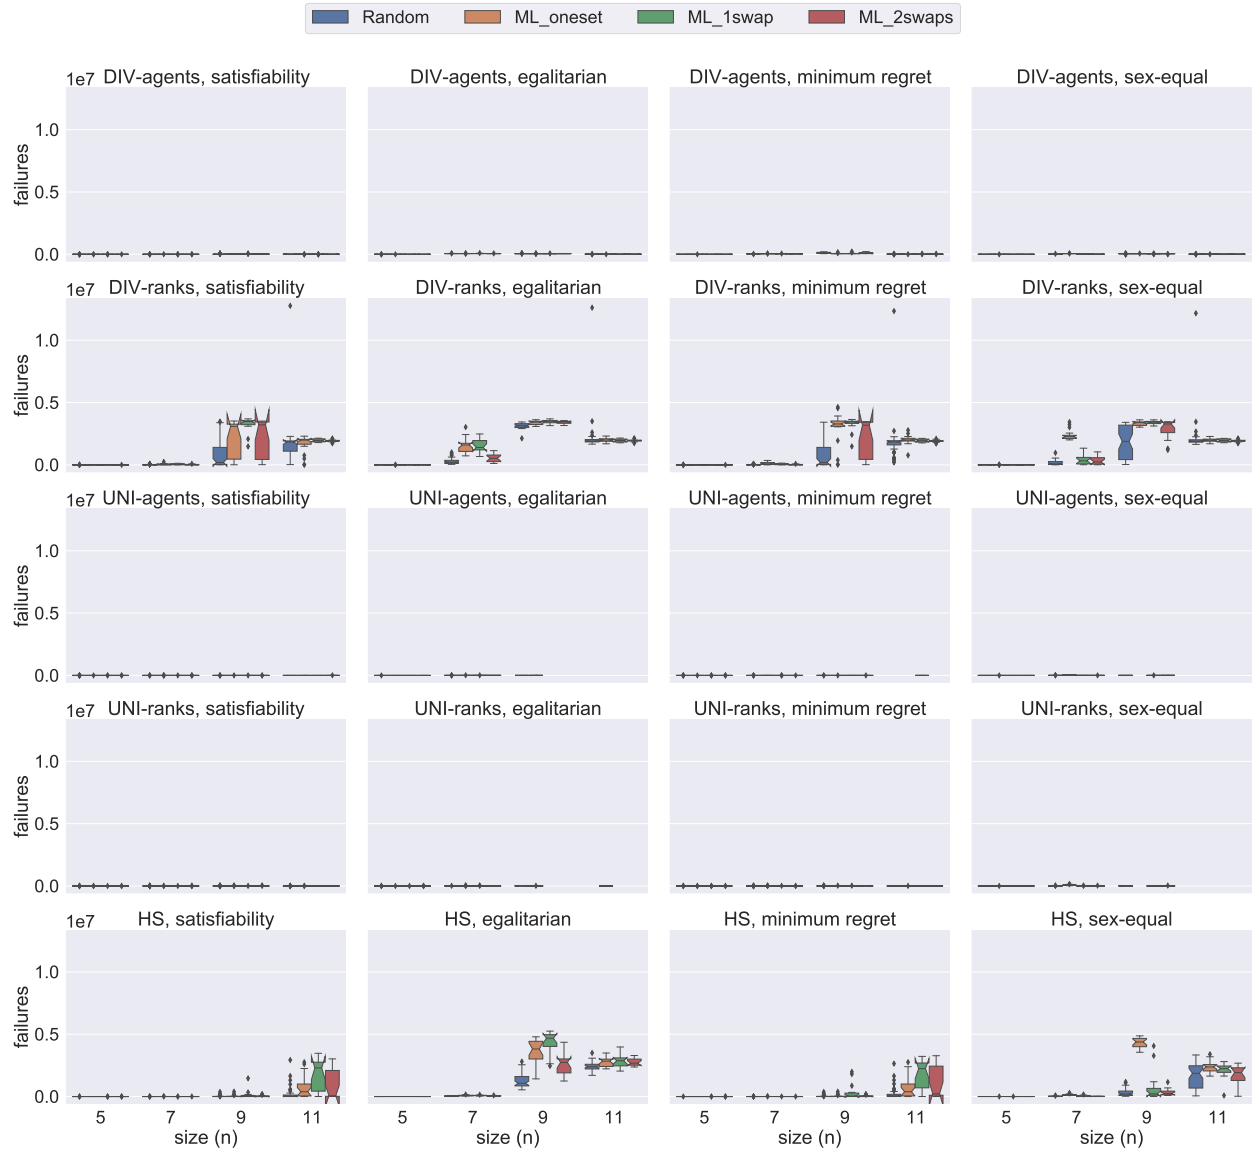 Random ML_oneset ML_1swap ML_2swaps
1e7 DIV-agents, satisfiability DIV-agents, egalitarian DIV-agents, minimum regret DIV-agents, sex-equal
1.0
failures
0.5
0.0
1e7 DIV-ranks, satisfiability DIV-ranks, egalitarian DIV-ranks, minimum regret DIV-ranks, sex-equal
1.0
failures
0.5
0.0
1e7 UNI-agents, satisfiability UNI-agents, egalitarian UNI-agents, minimum regret UNI-agents, sex-equal
1.0
failures
0.5
0.0
1e7 UNI-ranks, satisfiability UNI-ranks, egalitarian UNI-ranks, minimum regret UNI-ranks, sex-equal
1.0
failures
0.5
0.0
1e7 HS, satisfiability HS, egalitarian HS, minimum regret HS, sex-equal
1.0
failures
0.5
0.0
5 7 9 11 5 7 9 11 5 7 9 11 5 7 9 11
size (n) size (n) size (n) size (n)